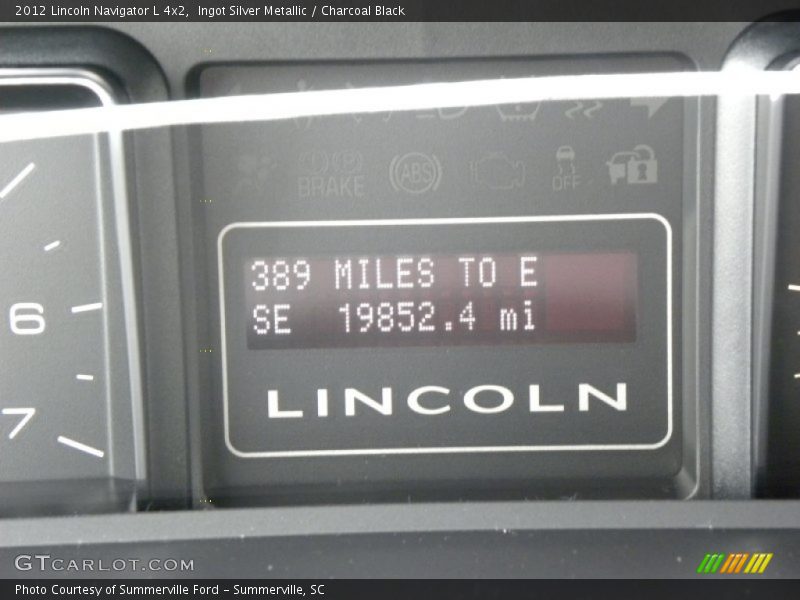 2012 Lincoln Navigator L 4x2, Ingot Silver Metallic / Charcoal Black
BRAKE
ABS
OFF
389 MILES TO E
SE 19852.4 mi
6
LINCOLN
7
GTCARLOT.COM
Photo Courtesy of Summerville Ford - Summerville, SC